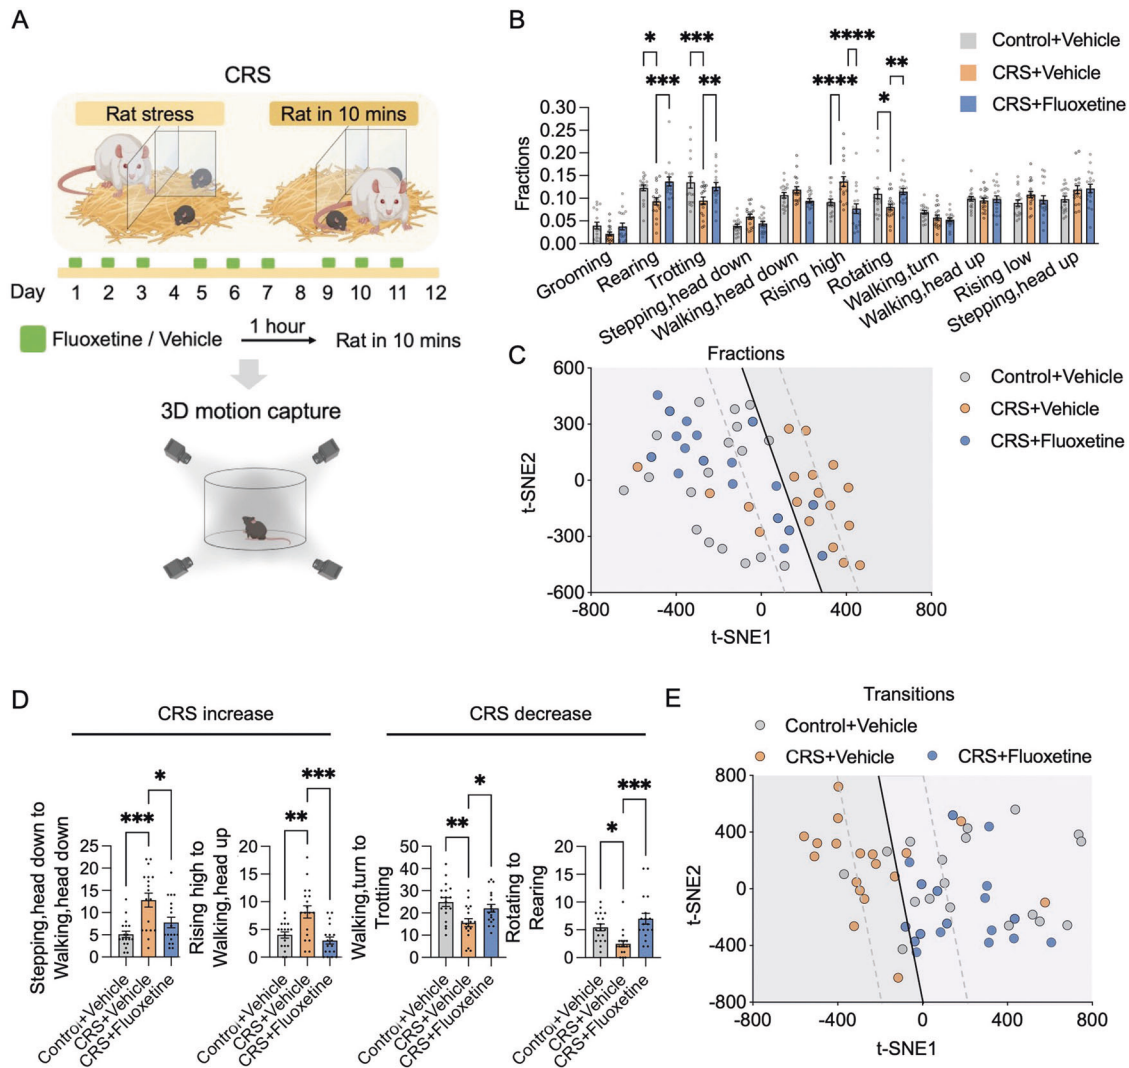 A
CRS
Rat stress
Rat in 10 mins
Day
1
2
3
5
6
7
8
9
10
11
12
Fluoxetine / Vehicle
1 hour
Rat in 10 mins
3D motion capture
B
Control+Vehicle
CRS+Vehicle
CRS+Fluoxetine
*
***
***
**
****
****
*
**
Fractions
0.30
0.25
0.20
0.15
0.10
0.05
0.00
Grooming
Rearing
Trotting
Stepping,head down
Walking,head down
Rising high
Rotating
Walking,turn
Walking,head up
Rising low
Stepping,head up
C
Fractions
Control+Vehicle
CRS+Vehicle
CRS+Fluoxetine
t-SNE2
600
300
0
-300
-600
-800
-400
0
400
800
t-SNE1
D
CRS increase
CRS decrease
Stepping,head down to
Walking,head down
25
20
15
10
5
0
***
*
Control+Vehicle
CRS+Vehicle
CRS+Fluoxetine
Rising high to
Walking,head up
20
15
10
5
0
**
***
Control+Vehicle
CRS+Vehicle
CRS+Fluoxetine
Walking,turn to
Trotting
50
40
30
20
10
0
**
*
Control+Vehicle
CRS+Vehicle
CRS+Fluoxetine
Rotating to
Rearing
20
15
10
5
0
*
***
Control+Vehicle
CRS+Vehicle
CRS+Fluoxetine
E
Transitions
Control+Vehicle
CRS+Vehicle
CRS+Fluoxetine
t-SNE2
800
400
0
-400
-800
-800
-400
0
400
800
t-SNE1